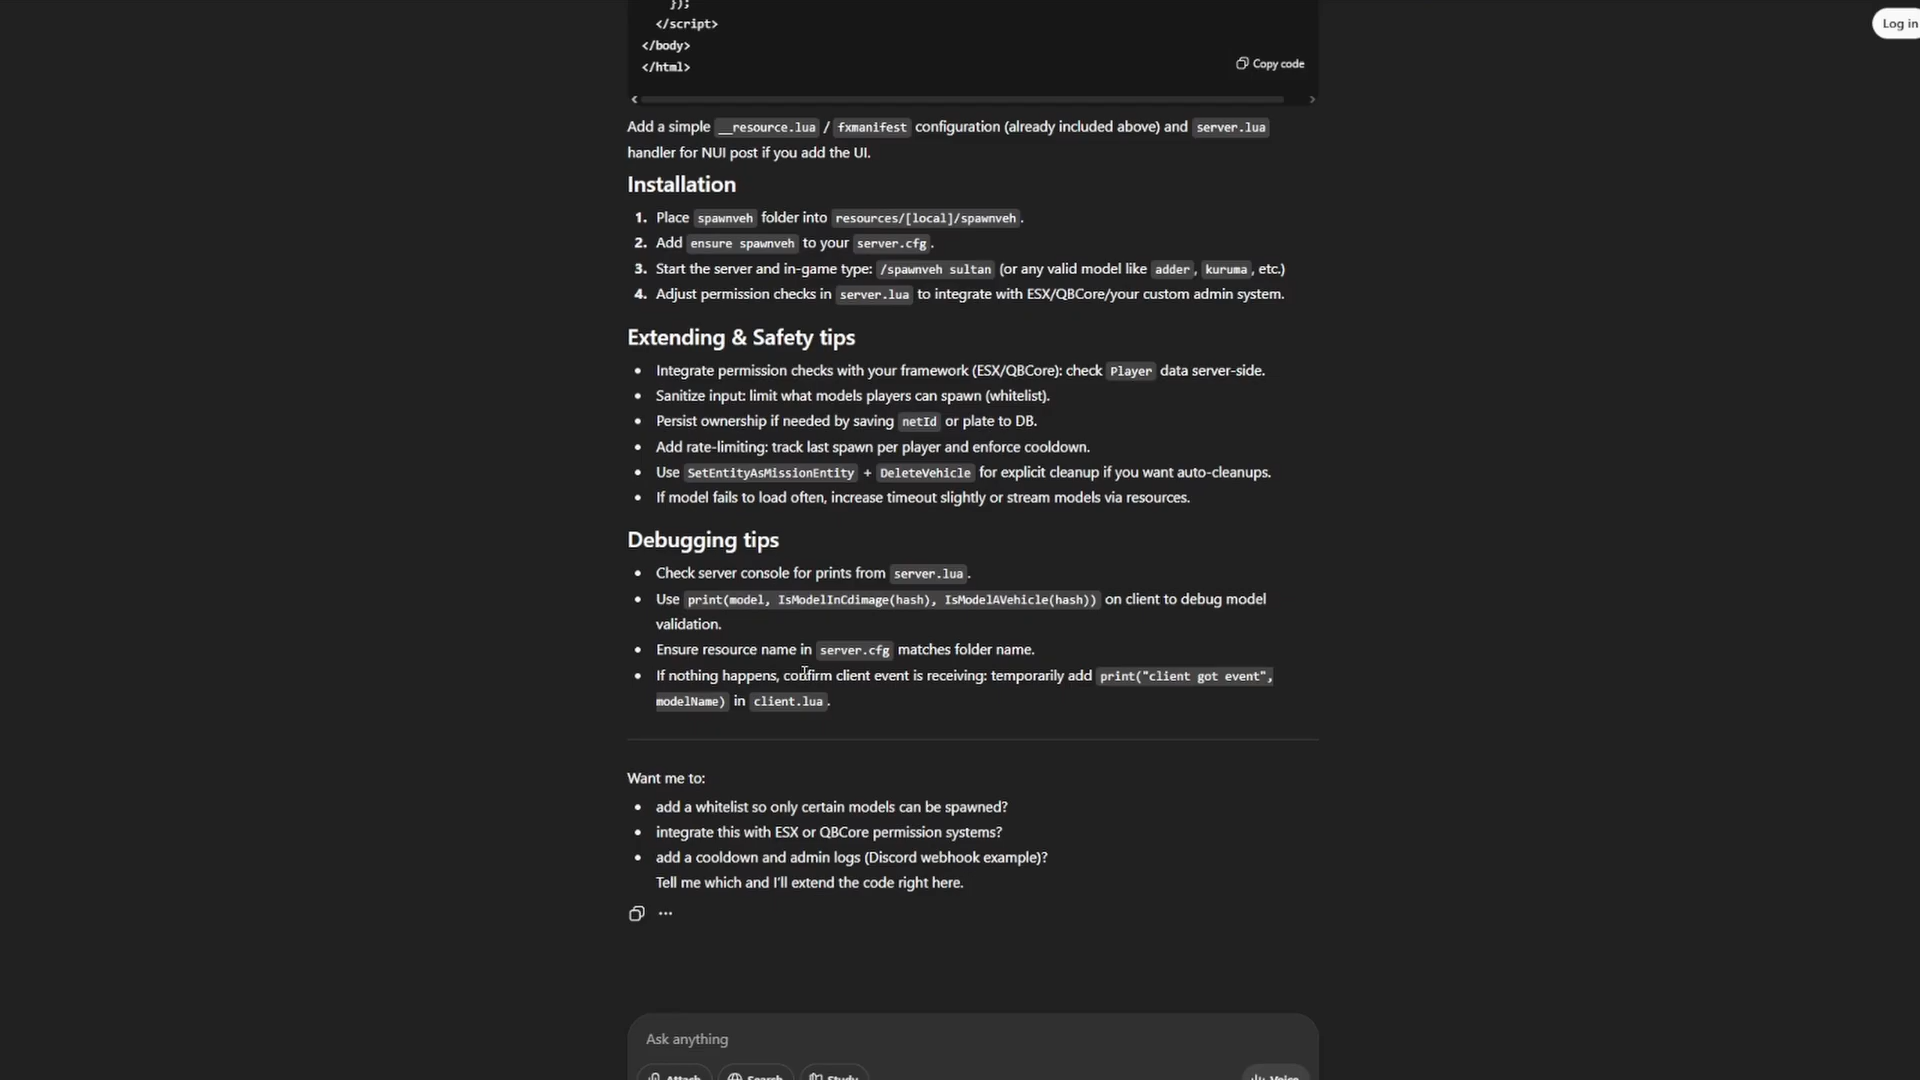 });
</script>
</body>
</html>
Copy code
Log in
Add a simple __resource.lua / fxmanifest configuration (already included above) and server.lua
handler for NUI post if you add the UI.
Installation
1. Place spawnveh folder into resources/[local]/spawnveh.
2. Add ensure spawnveh to your server.cfg.
3. Start the server and in-game type: /spawnveh sultan (or any valid model like adder, kuruma, etc.)
4. Adjust permission checks in server.lua to integrate with ESX/QBCore/your custom admin system.
Extending & Safety tips
• Integrate permission checks with your framework (ESX/QBCore): check Player data server-side.
• Sanitize input: limit what models players can spawn (whitelist).
• Persist ownership if needed by saving netId or plate to DB.
• Add rate-limiting: track last spawn per player and enforce cooldown.
• Use SetEntityAsMissionEntity + DeleteVehicle for explicit cleanup if you want auto-cleanups.
• If model fails to load often, increase timeout slightly or stream models via resources.
Debugging tips
• Check server console for prints from server.lua.
• Use print(model, IsModelInCdimage(hash), IsModelAVehicle(hash)) on client to debug model
validation.
• Ensure resource name in server.cfg matches folder name.
• If nothing happens, confirm client event is receiving: temporarily add print("client got event",
modelName) in client.lua.
Want me to:
• add a whitelist so only certain models can be spawned?
• integrate this with ESX or QBCore permission systems?
• add a cooldown and admin logs (Discord webhook example)?
Tell me which and I'll extend the code right here.
Ask anything
Attach Search Study Voice